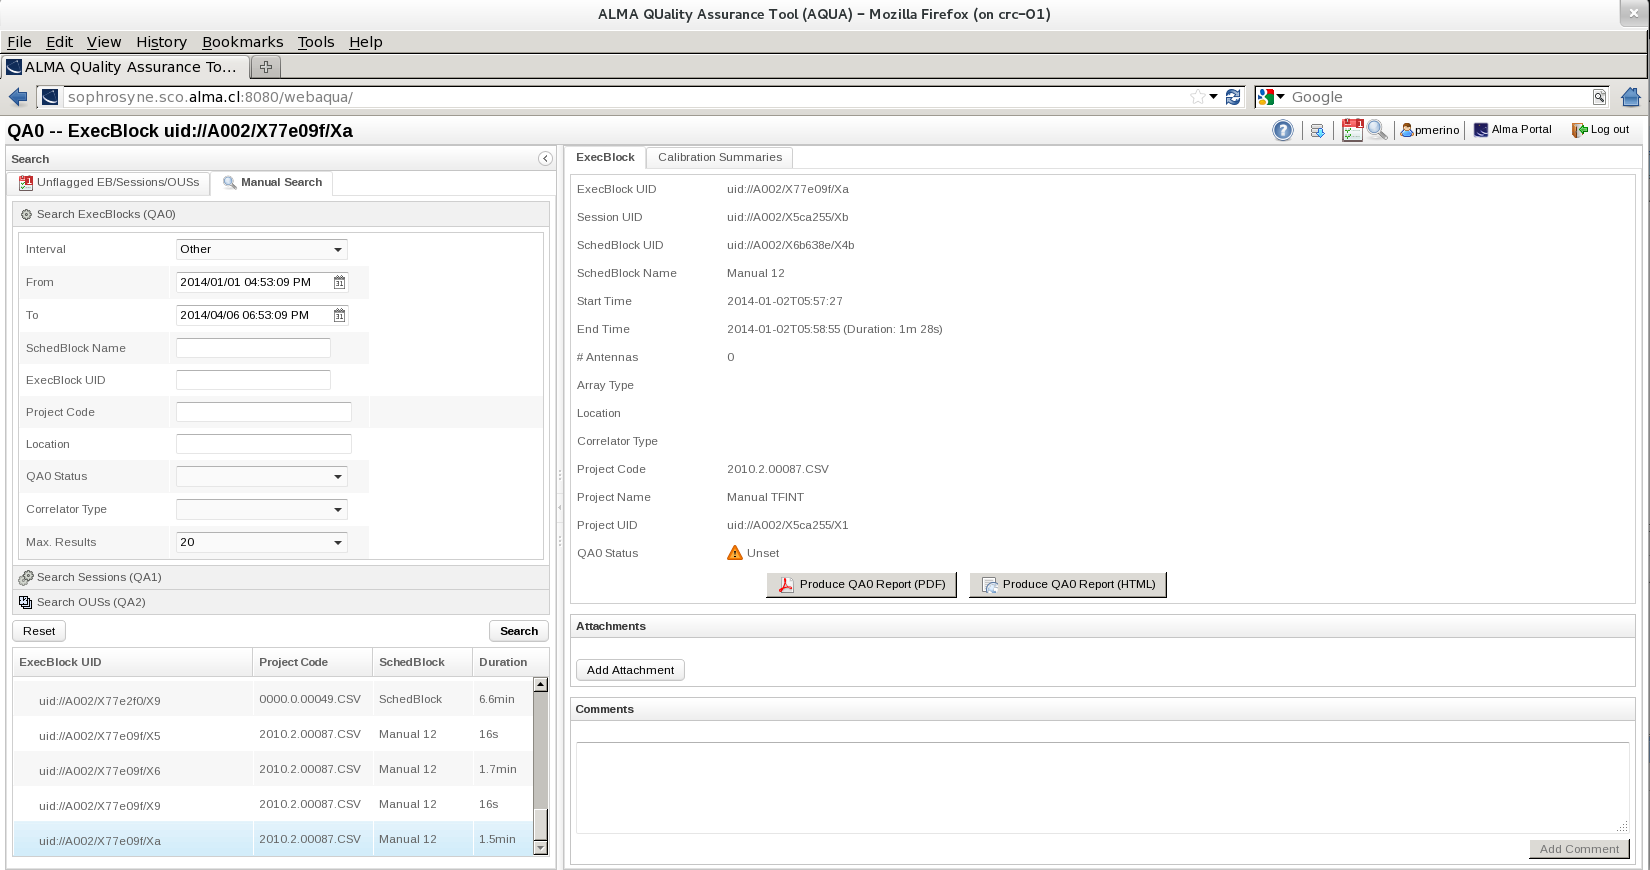 ALMA QUality Assurance Tool (AQUA) - Mozilla Firefox (on crc-01)
File Edit View History Bookmarks Tools Help
ALMA QUality Assurance To...
sophrosyne.sco.alma.cl:8080/webaqua/
Google
QA0 -- ExecBlock uid://A002/X77e09f/Xa
pmerino
Alma Portal
Log out
Search
Unflagged EB/Sessions/OUSs
Manual Search
Search ExecBlocks (QA0)
Interval Other
From 2014/01/01 04:53:09 PM
To 2014/04/06 06:53:09 PM
SchedBlock Name
ExecBlock UID
Project Code
Location
QA0 Status
Correlator Type
Max. Results 20
Search Sessions (QA1)
Search OUSs (QA2)
Reset Search
ExecBlock UID Project Code SchedBlock Duration
uid://A002/X77e2f0/X9 0000.0.00049.CSV SchedBlock 6.6min
uid://A002/X77e09f/X5 2010.2.00087.CSV Manual 12 16s
uid://A002/X77e09f/X6 2010.2.00087.CSV Manual 12 1.7min
uid://A002/X77e09f/X9 2010.2.00087.CSV Manual 12 16s
uid://A002/X77e09f/Xa 2010.2.00087.CSV Manual 12 1.5min
ExecBlock Calibration Summaries
ExecBlock UID uid://A002/X77e09f/Xa
Session UID uid://A002/X5ca255/Xb
SchedBlock UID uid://A002/X6b638e/X4b
SchedBlock Name Manual 12
Start Time 2014-01-02T05:57:27
End Time 2014-01-02T05:58:55 (Duration: 1m 28s)
# Antennas 0
Array Type
Location
Correlator Type
Project Code 2010.2.00087.CSV
Project Name Manual TFINT
Project UID uid://A002/X5ca255/X1
QA0 Status Unset
Produce QA0 Report (PDF) Produce QA0 Report (HTML)
Attachments
Add Attachment
Comments
Add Comment